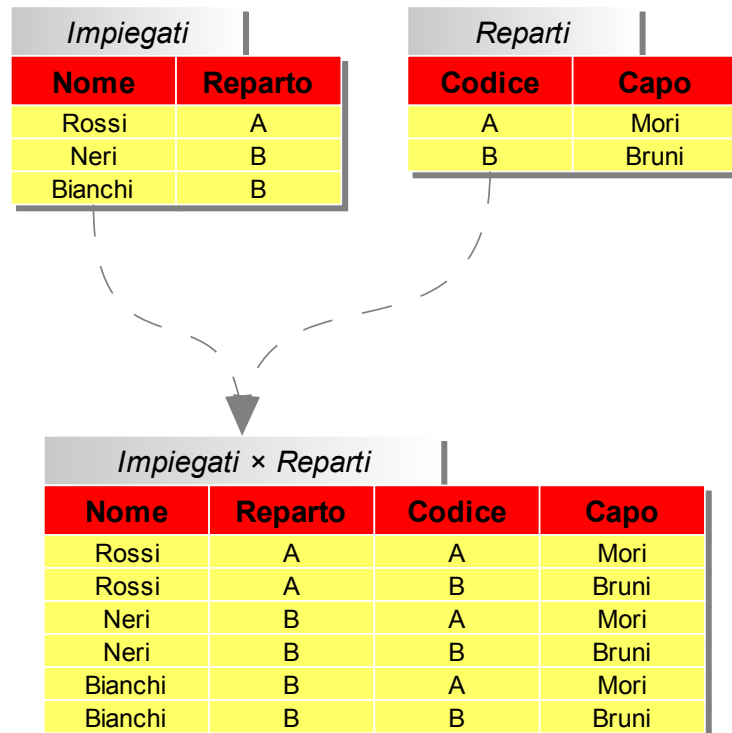 Impiegati
Nome Reparto
Rossi A
Neri B
Bianchi B
Reparti
Codice Capo
A Mori
B Bruni
Impiegati × Reparti
Nome Reparto Codice Capo
Rossi A A Mori
Rossi A B Bruni
Neri B A Mori
Neri B B Bruni
Bianchi B A Mori
Bianchi B B Bruni